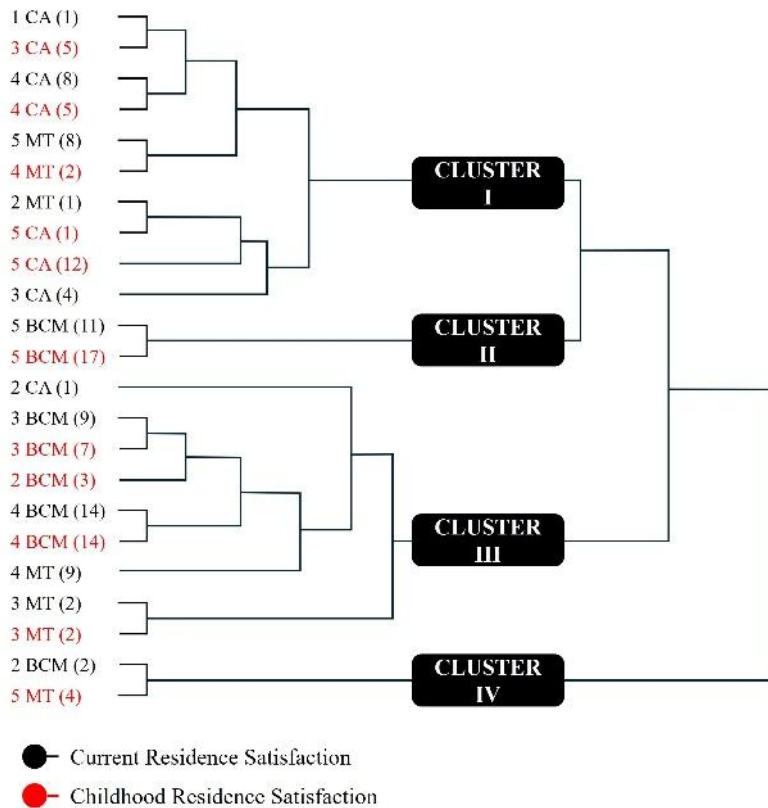 1 CA (1)
3 CA (5)
4 CA (8)
4 CA (5)
5 MT (8)
4 MT (2)
2 MT (1)
5 CA (1)
5 CA (12)
3 CA (4)
5 BCM (11)
5 BCM (17)
2 CA (1)
3 BCM (9)
3 BCM (7)
2 BCM (3)
4 BCM (14)
4 BCM (14)
4 MT (9)
3 MT (2)
3 MT (2)
2 BCM (2)
5 MT (4)
CLUSTER
I
CLUSTER
II
CLUSTER
III
CLUSTER
IV
Current Residence Satisfaction
Childhood Residence Satisfaction